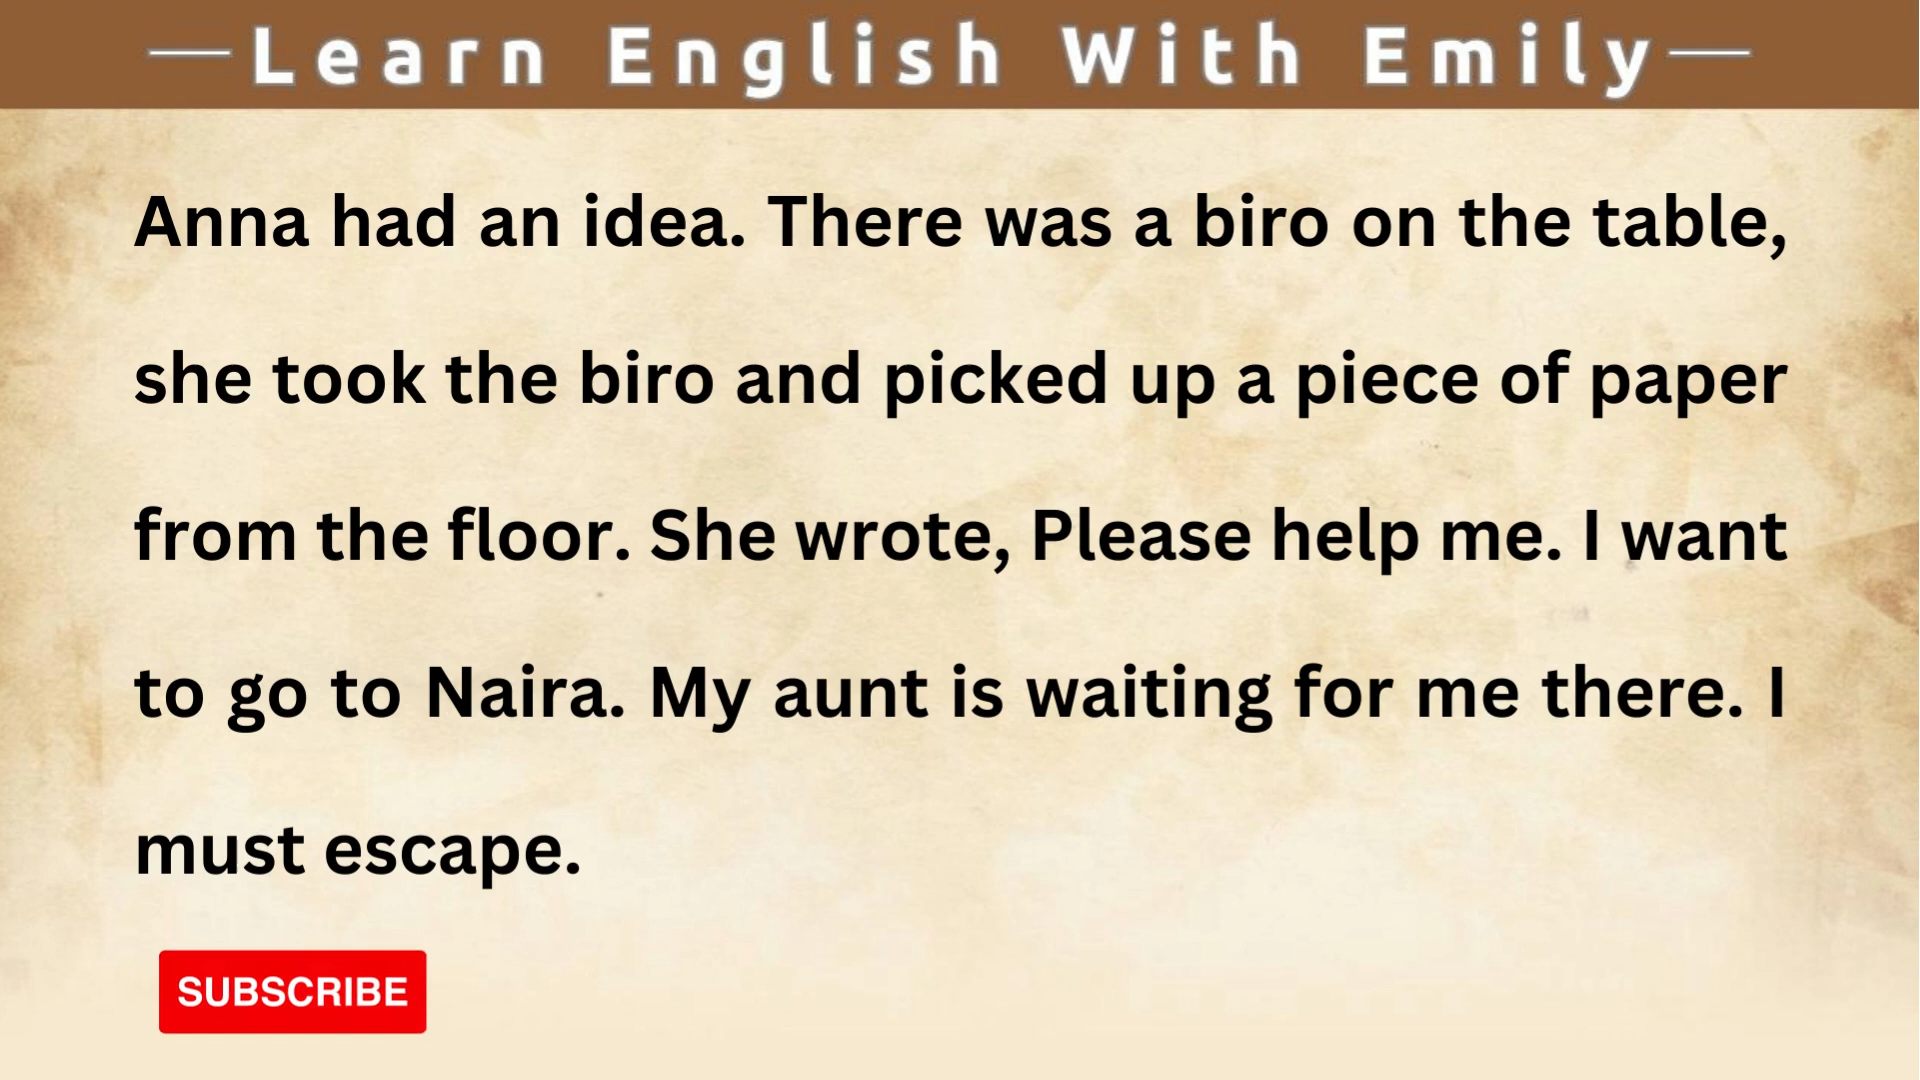 Learn English With Emily
Anna had an idea. There was a biro on the table,
she took the biro and picked up a piece of paper
from the floor. She wrote, Please help me. I want
to go to Naira. My aunt is waiting for me there. I
must escape.
SUBSCRIBE